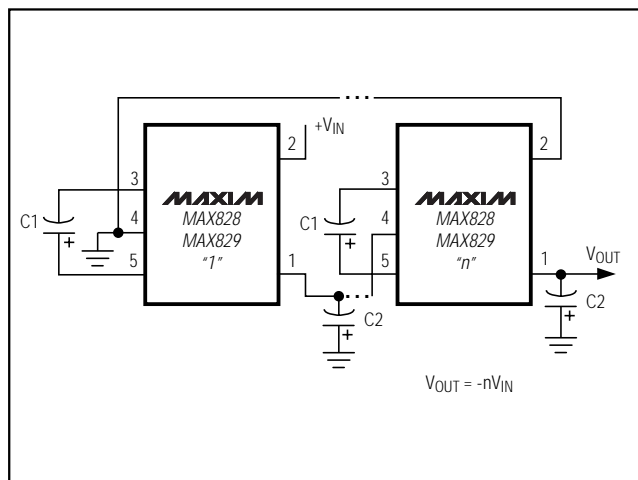 ...
2
+VIN
2
3
MAXIM
MAX828
MAX829
"1"
C1
+
4
5
1
...
C2
+
3
MAXIM
MAX828
MAX829
"n"
C1
+
4
5
1
VOUT
C2
+
VOUT = -nVIN